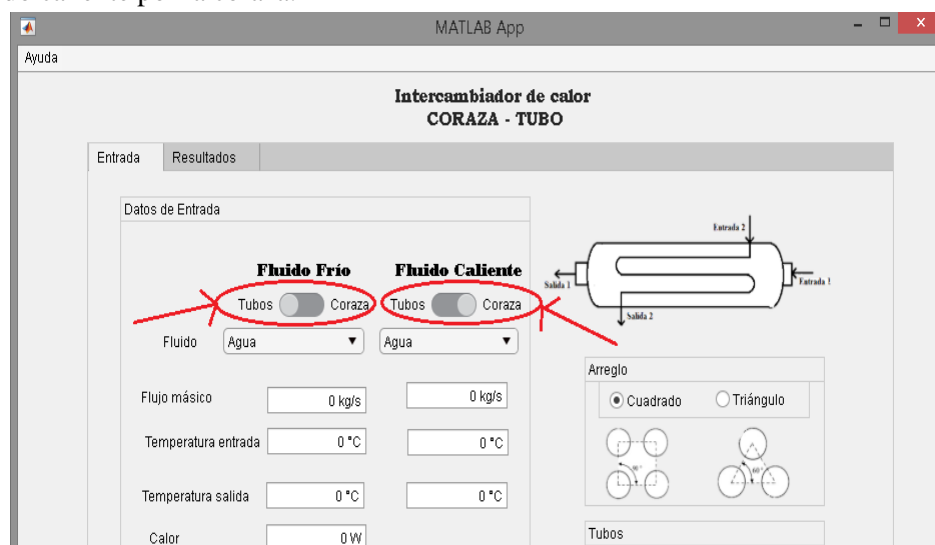 MATLAB App
Ayuda
Intercambiador de calor
CORAZA - TUBO
Entrada Resultados
Datos de Entrada
Fluido Frío Fluido Caliente
Tubos Coraza Tubos Coraza
Fluido Agua Agua
Flujo másico 0 kg/s 0 kg/s
Temperatura entrada 0 °C 0 °C
Temperatura salida 0 °C 0 °C
Calor 0 W
Entrada 2
Salida 1 Entrada 1
Salida 2
Arreglo
Cuadrado Triángulo
90° 60°
Tubos